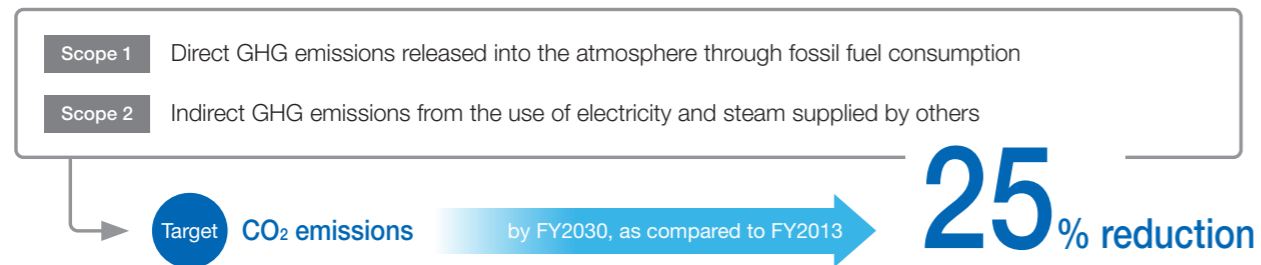 Scope 1 Direct GHG emissions released into the atmosphere through fossil fuel consumption
Scope 2 Indirect GHG emissions from the use of electricity and steam supplied by others
Target CO₂ emissions by FY2030, as compared to FY2013 25% reduction